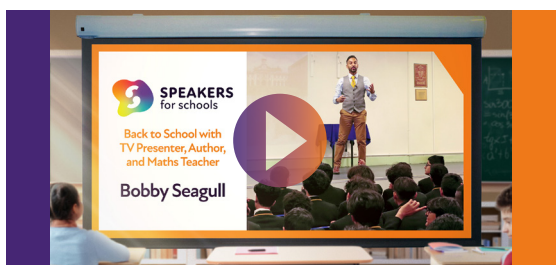 SPEAKERS
for schools
Back to School with
TV Presenter, Author,
and Maths Teacher
Bobby Seagull